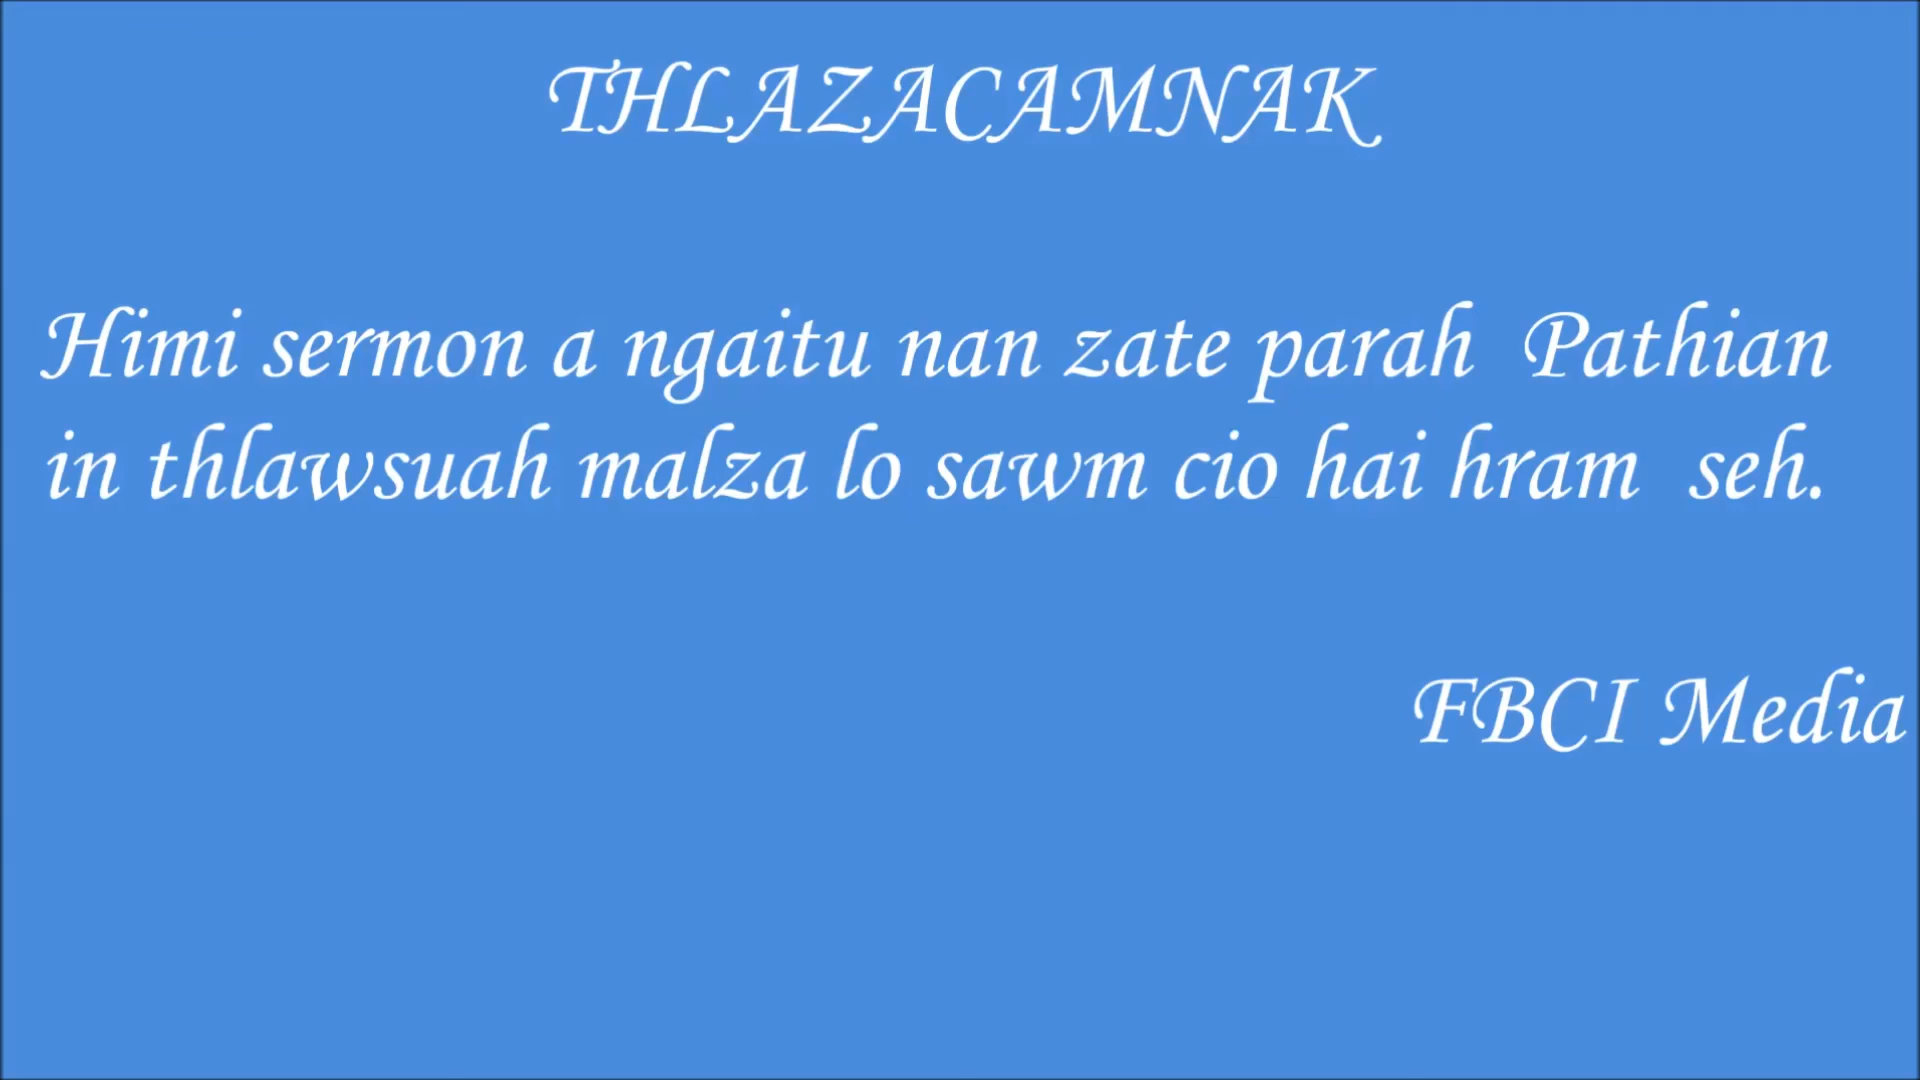 THLAZACAMNAK
Himi sermon a ngaitu nan zate parah Pathian
in thlawsuah malza lo sawm cio hai hram seh.
FBCI Media